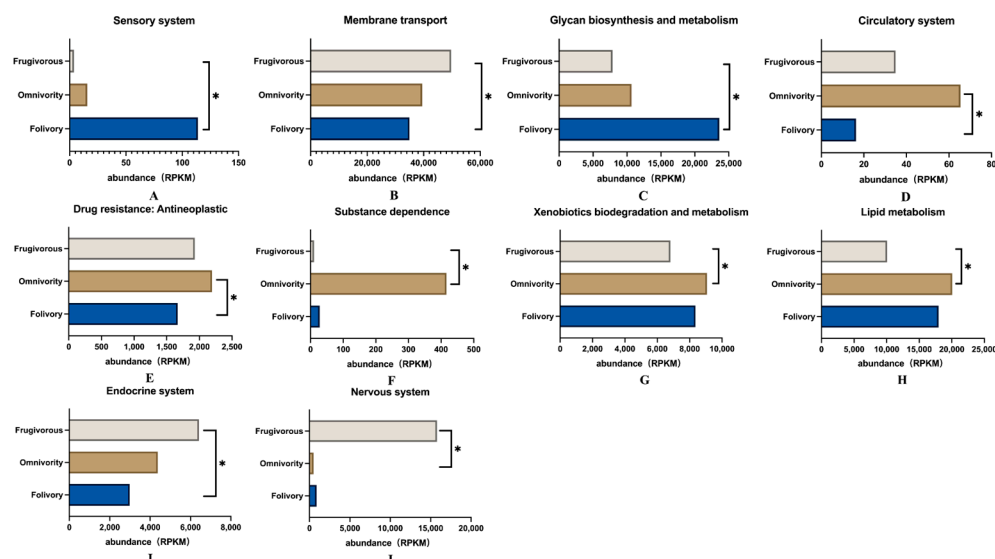 Sensory system
Frugivorous
Omnivority
Folivory
*
0 50 100 150
abundance（RPKM）
A
Membrane transport
Frugivorous
Omnivority
Folivory
*
0 20,000 40,000 60,000
abundance（RPKM）
B
Glycan biosynthesis and metabolism
Frugivorous
Omnivority
Folivory
*
0 5,000 10,000 15,000 20,000 25,000
abundance（RPKM）
C
Circulatory system
Frugivorous
Omnivority
Folivory
*
0 20 40 60 80
abundance（RPKM）
D
Drug resistance: Antineoplastic
Frugivorous
Omnivority
Folivory
*
0 500 1,000 1,500 2,000 2,500
abundance（RPKM）
E
Substance dependence
Frugivorous
Omnivority
Folivory
*
0 100 200 300 400 500
abundance（RPKM）
F
Xenobiotics biodegradation and metabolism
Frugivorous
Omnivority
Folivory
*
0 2,000 4,000 6,000 8,000 10,000
abundance（RPKM）
G
Lipid metabolism
Frugivorous
Omnivority
Folivory
*
0 5,000 10,000 15,000 20,000 25,000
abundance（RPKM）
H
Endocrine system
Frugivorous
Omnivority
Folivory
*
0 2,000 4,000 6,000 8,000
abundance（RPKM）
Nervous system
Frugivorous
Omnivority
Folivory
*
0 5,000 10,000 15,000 20,000
abundance（RPKM）